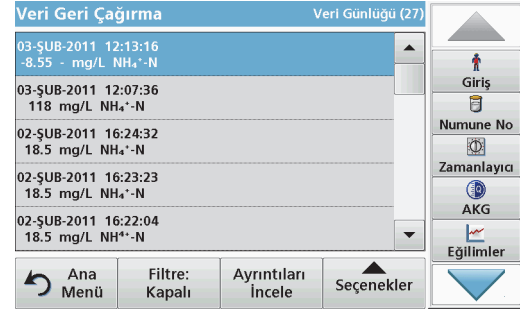 Veri Geri Çağırma
Veri Günlüğü (27)
03-ŞUB-2011 12:13:16
-8.55 - mg/L NH₄⁺-N
03-ŞUB-2011 12:07:36
118 mg/L NH₄⁺-N
02-ŞUB-2011 16:24:32
18.5 mg/L NH₄⁺-N
02-ŞUB-2011 16:23:23
18.5 mg/L NH₄⁺-N
02-ŞUB-2011 16:22:04
18.5 mg/L NH⁴⁺-N
Giriş
Numune No
Zamanlayıcı
AKG
Eğilimler
Ana
Menü
Filtre:
Kapalı
Ayrıntıları
İncele
Seçenekler